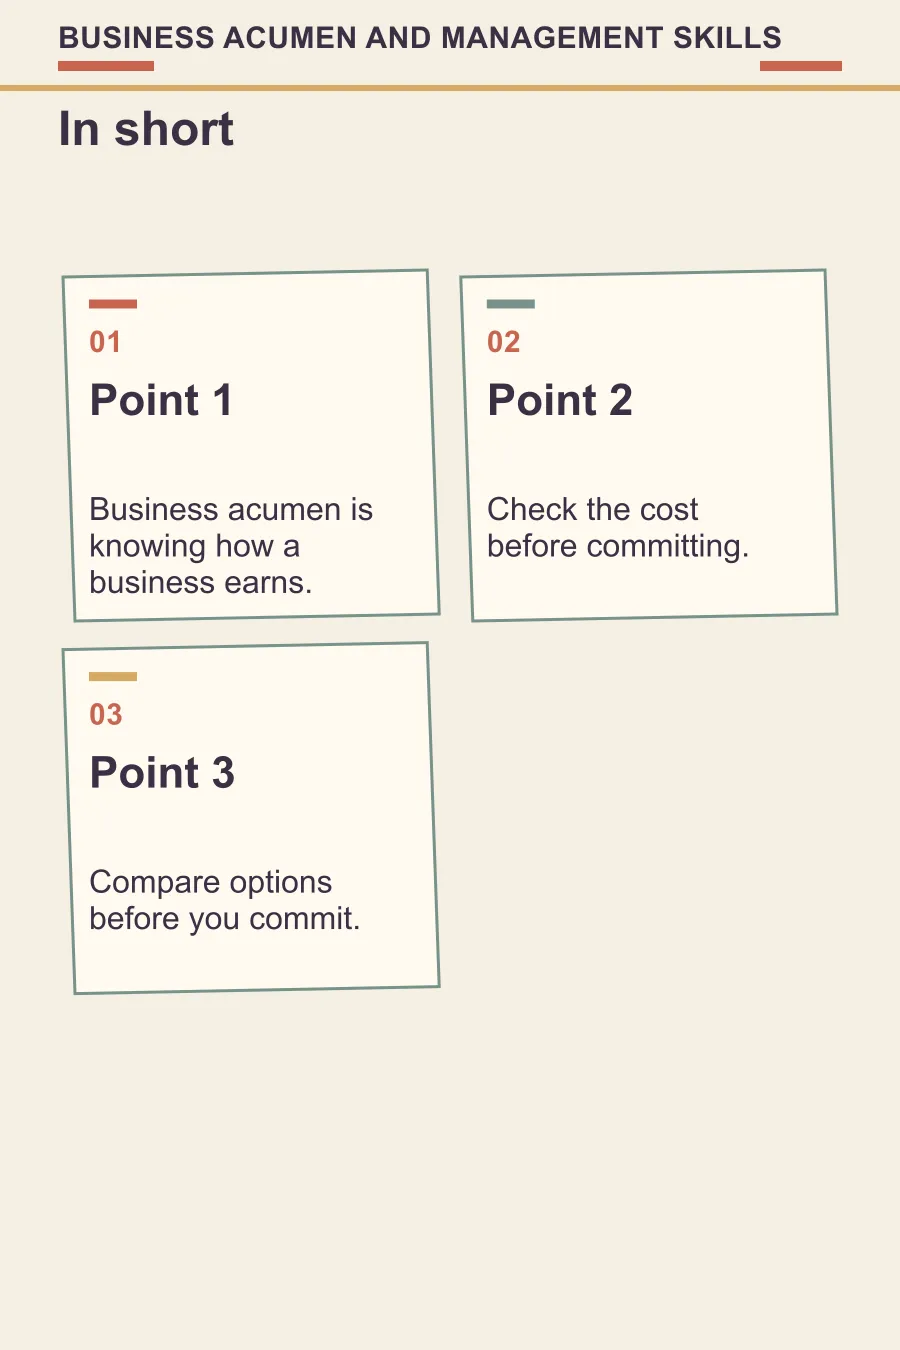 BUSINESS ACUMEN AND MANAGEMENT SKILLS
In short
01
Point 1
Business acumen is
knowing how a
business earns.
02
Point 2
Check the cost
before committing.
03
Point 3
Compare options
before you commit.